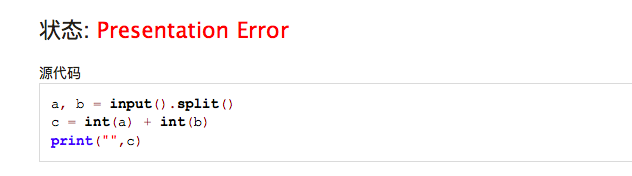 状态: Presentation Error
源代码
a, b = input().split()
c = int(a) + int(b)
print("",c)